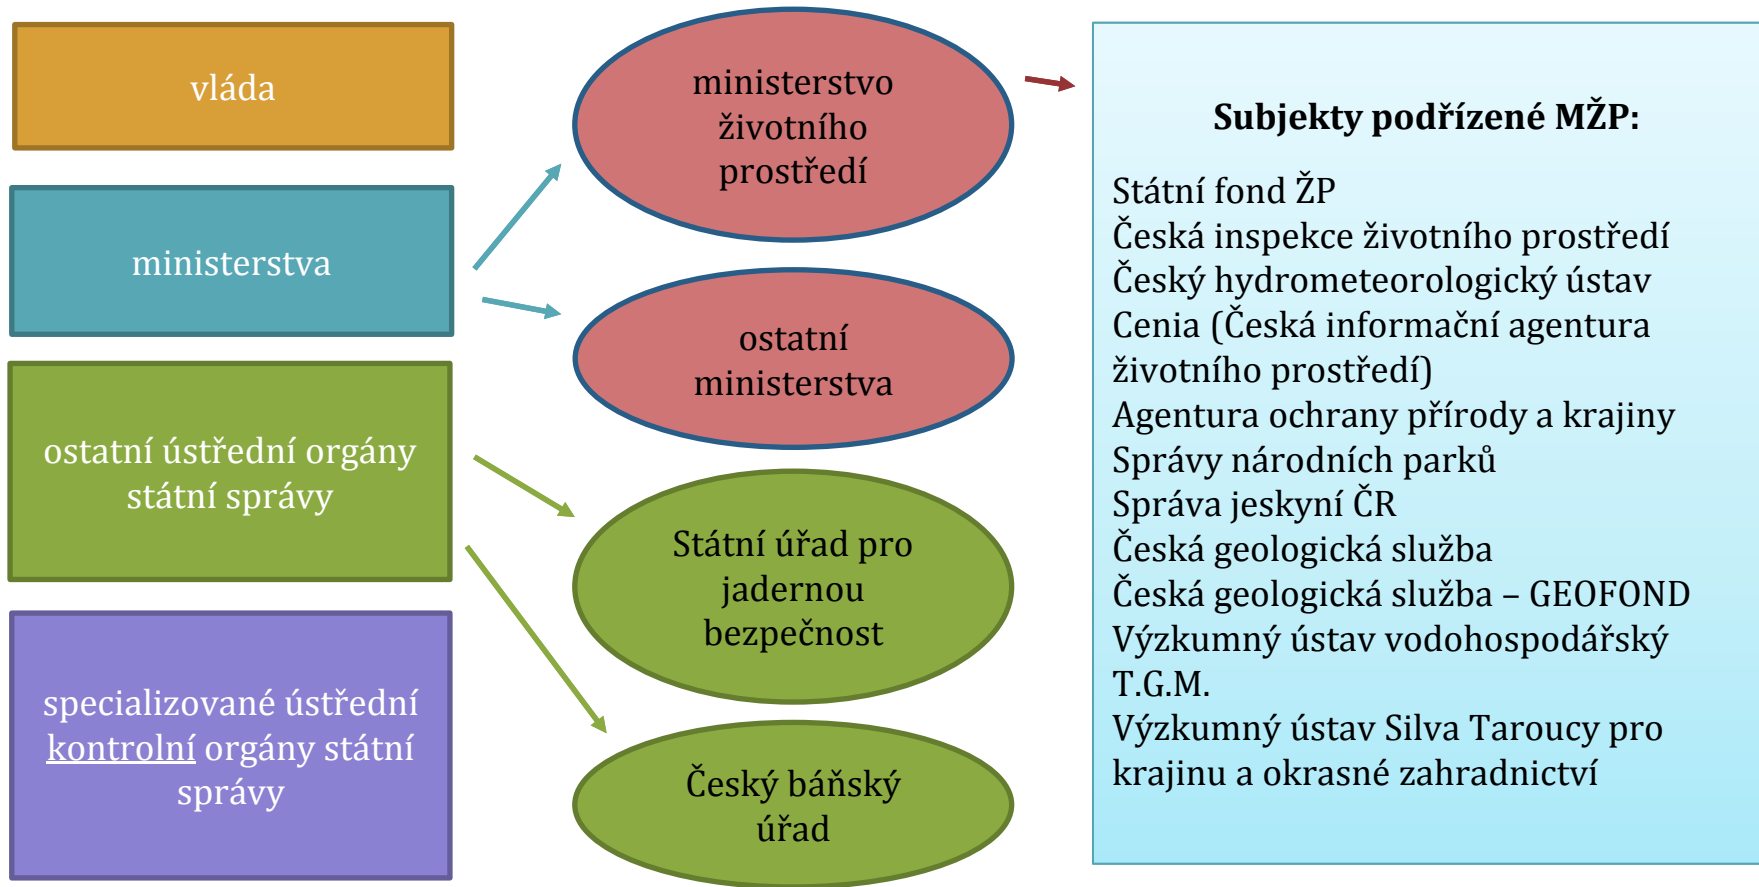 vláda
ministerstva
ostatní ústřední orgány
státní správy
specializované ústřední
kontrolní orgány státní
správy
ministerstvo
životního
prostředí
ostatní
ministerstva
Státní úřad pro
jadernou
bezpečnost
Český báňský
úřad
Subjekty podřízené MŽP:
Státní fond ŽP
Česká inspekce životního prostředí
Český hydrometeorologický ústav
Cenia (Česká informační agentura
životního prostředí)
Agentura ochrany přírody a krajiny
Správy národních parků
Správa jeskyní ČR
Česká geologická služba
Česká geologická služba – GEOFOND
Výzkumný ústav vodohospodářský
T.G.M.
Výzkumný ústav Silva Taroucy pro
krajinu a okrasné zahradnictví